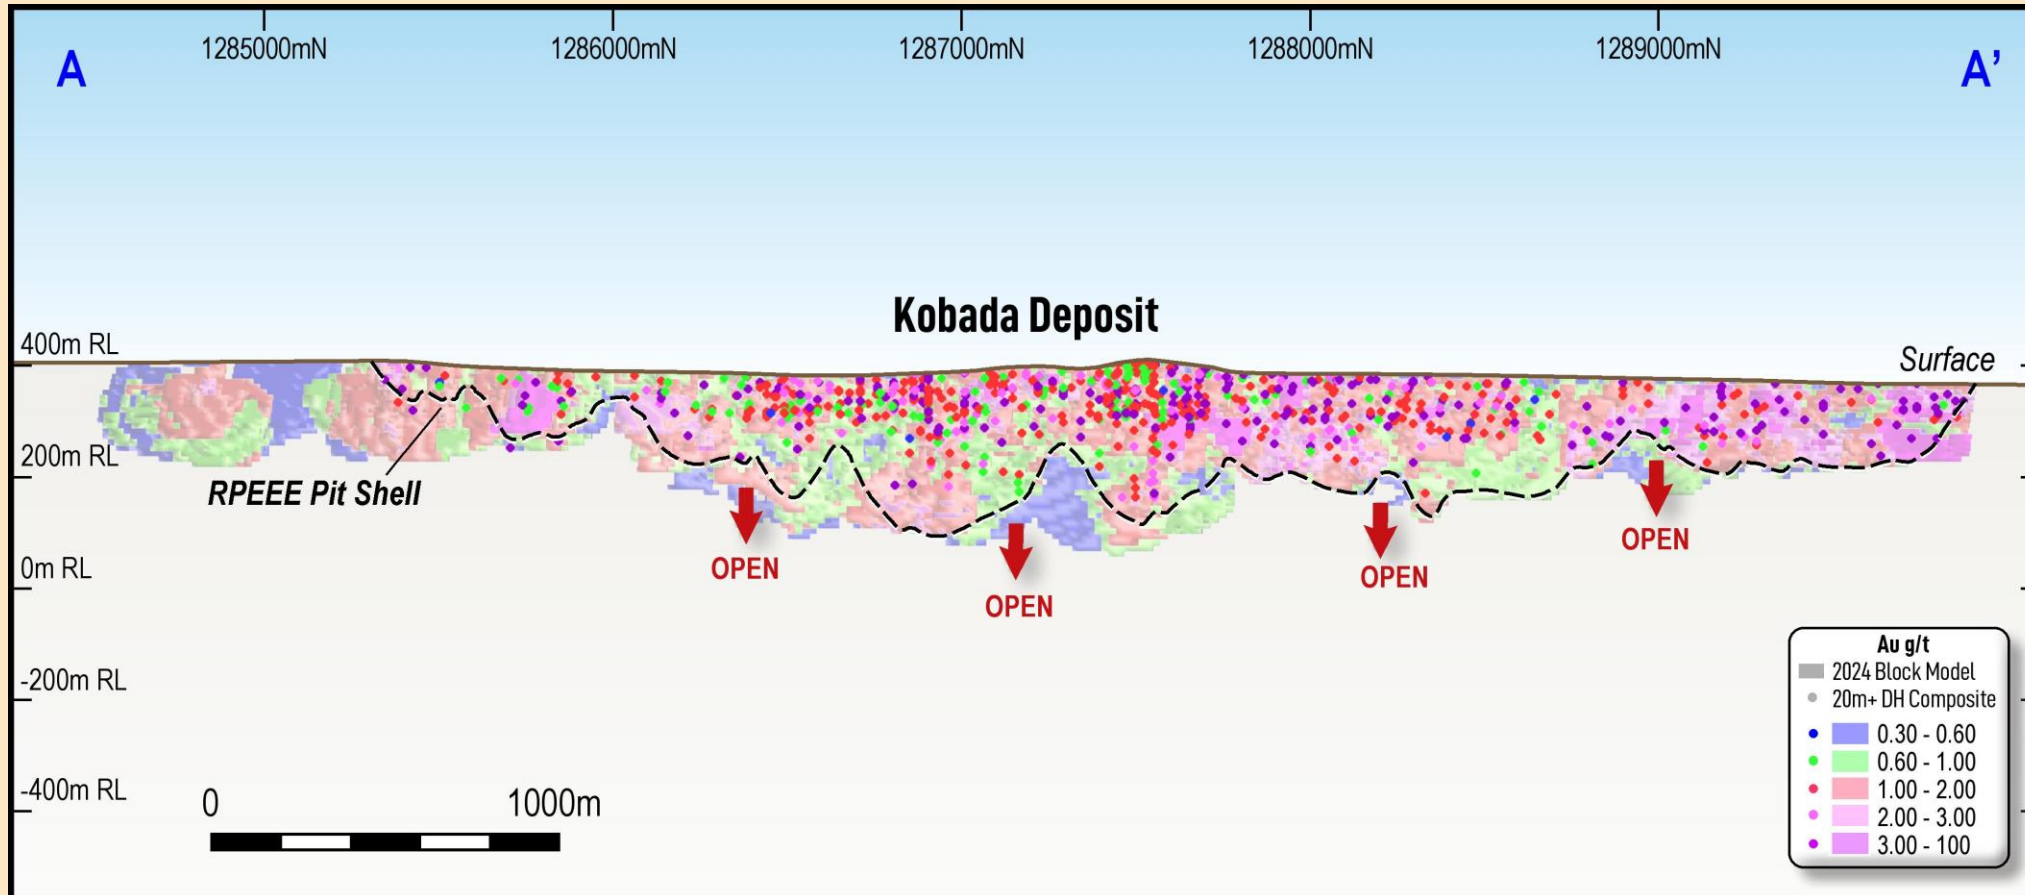 1285000mN
1286000mN
1287000mN
1288000mN
1289000mN
A
A’
Kobada Deposit
400m RL
Surface
200m RL
RPEEE Pit Shell
0m RL
OPEN
OPEN
OPEN
OPEN
-200m RL
-400m RL
0
1000m
Au g/t
2024 Block Model
20m+ DH Composite
0.30 - 0.60
0.60 - 1.00
1.00 - 2.00
2.00 - 3.00
3.00 - 100